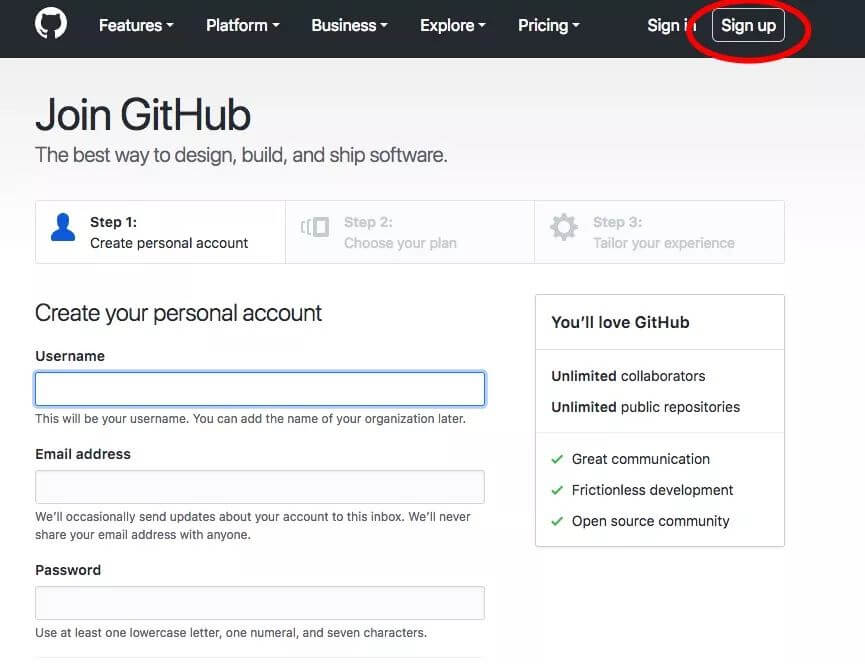 Features Platform Business Explore Pricing Sign in Sign up
Join GitHub
The best way to design, build, and ship software.
Step 1:
Create personal account
Step 2:
Choose your plan
Step 3:
Tailor your experience
Create your personal account
Username
This will be your username. You can add the name of your organization later.
Email address
We’ll occasionally send updates about your account to this inbox. We’ll never
share your email address with anyone.
Password
Use at least one lowercase letter, one numeral, and seven characters.
You’ll love GitHub
Unlimited collaborators
Unlimited public repositories
Great communication
Frictionless development
Open source community